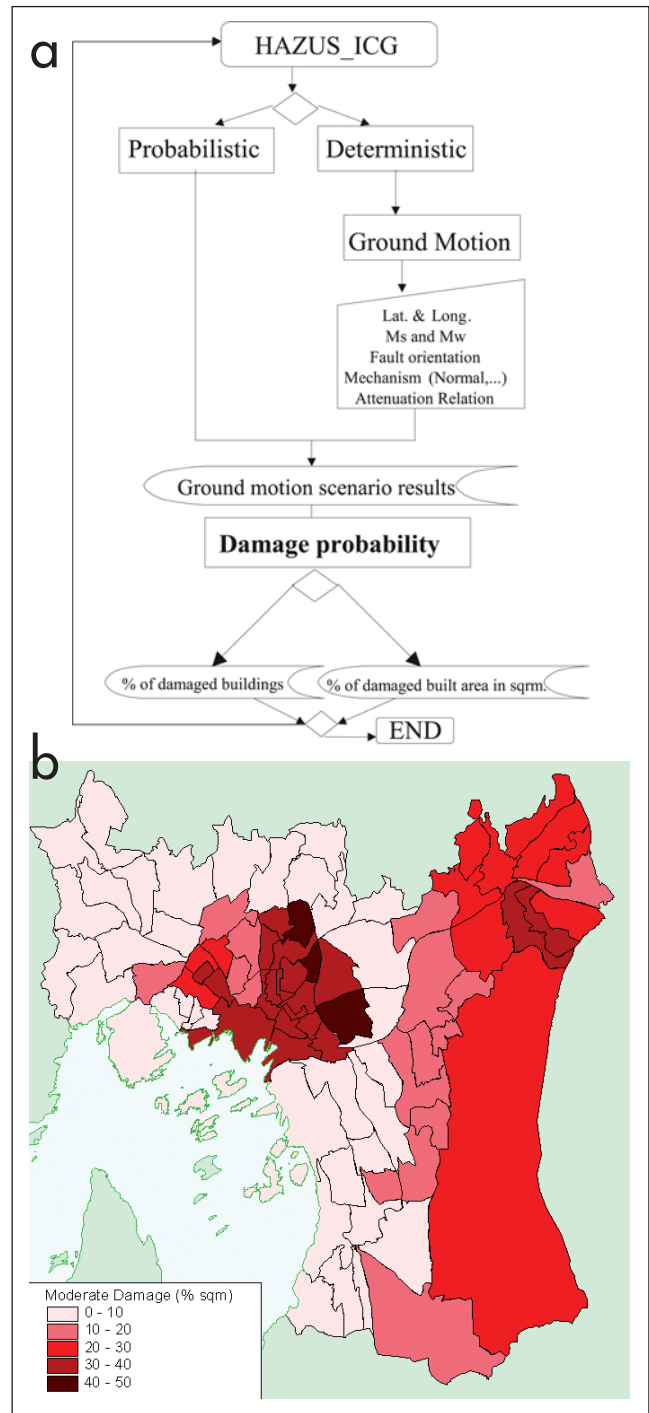 a
HAZUS_ICG
Probabilistic
Deterministic
Ground Motion
Lat. & Long.
Ms and Mw
Fault orientation
Mechanism (Normal,...)
Attenuation Relation
Ground motion scenario results
Damage probability
% of damaged buildings
% of damaged built area in sqrm.
END
b
Moderate Damage (% sqm)
0 - 10
10 - 20
20 - 30
30 - 40
40 - 50